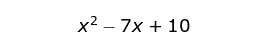 x² – 7x + 10